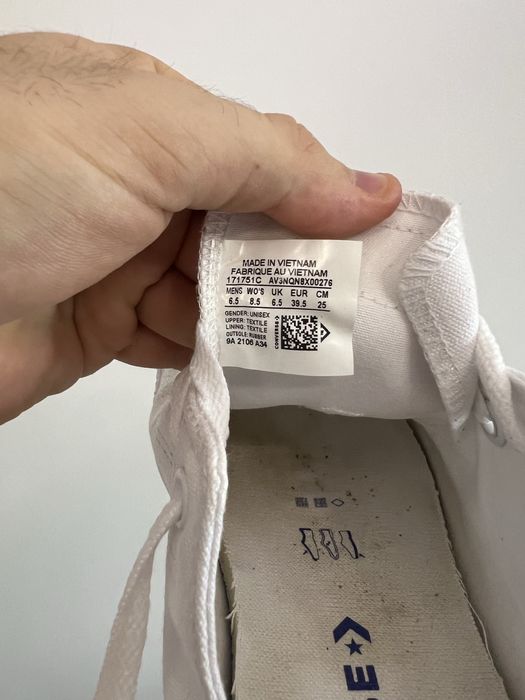 MADE IN VIETNAM
FABRIQUE AU VIETNAM
171751C AV3NQN8X00276
MENS WO'S UK EUR CM
6.5 8.5 6.5 39.5 25
GENDER: UNISEX
UPPER: TEXTILE
LINING: TEXTILE
OUTSOLE: RUBBER
9A 2106 A34
CONVERSE
SE